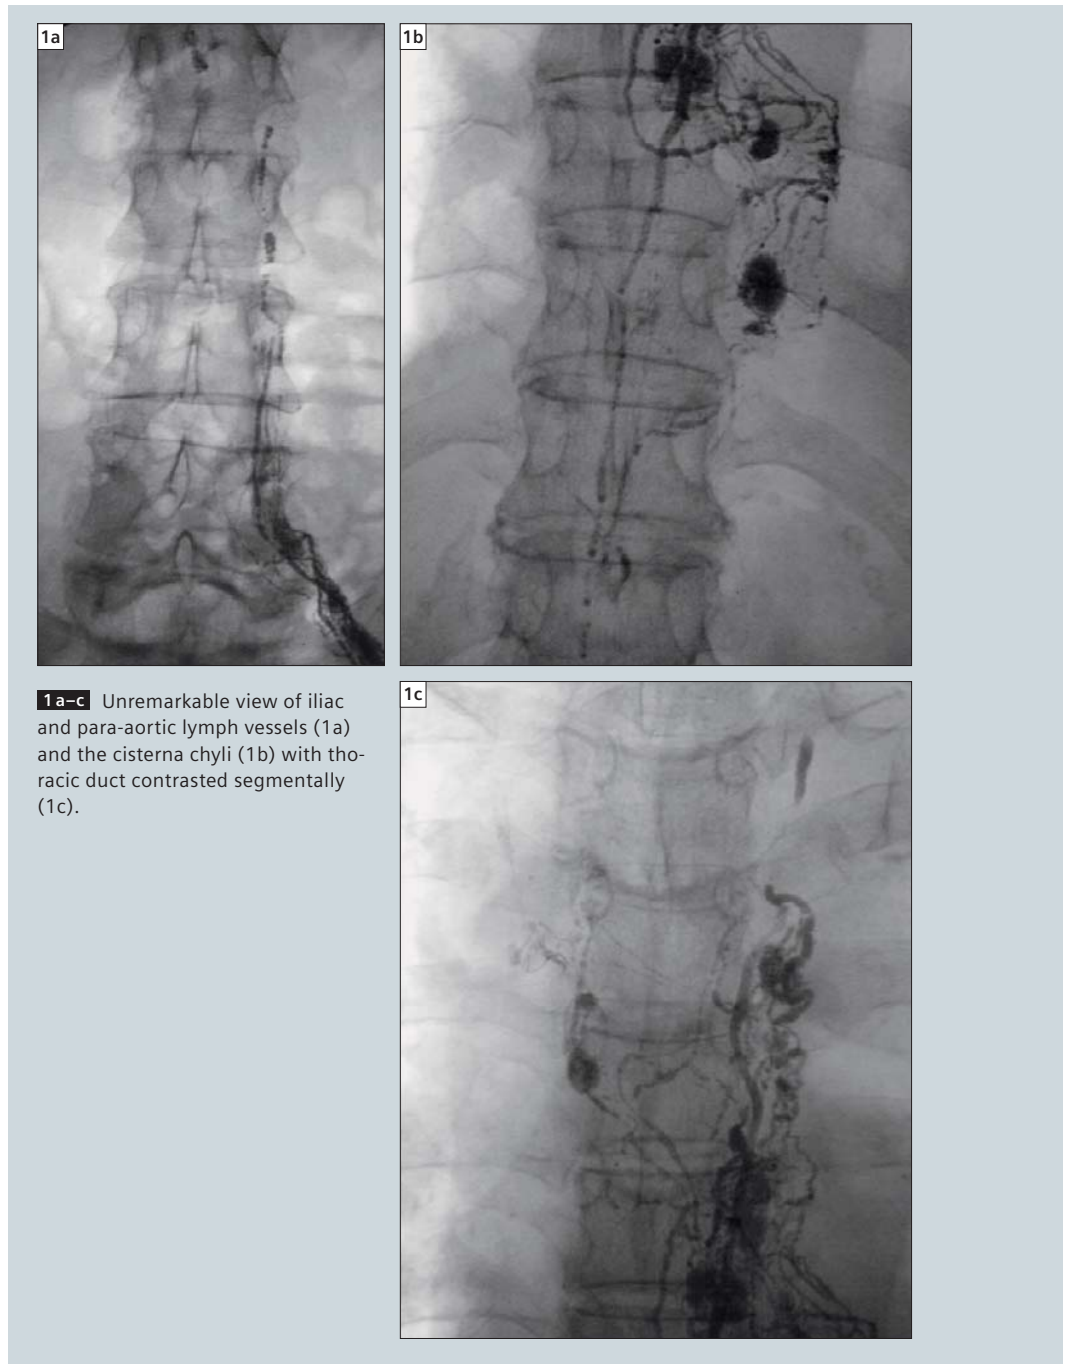 1a
1b
1a–c Unremarkable view of iliac
and para-aortic lymph vessels (1a)
and the cisterna chyli (1b) with tho-
racic duct contrasted segmentally
(1c).
1c